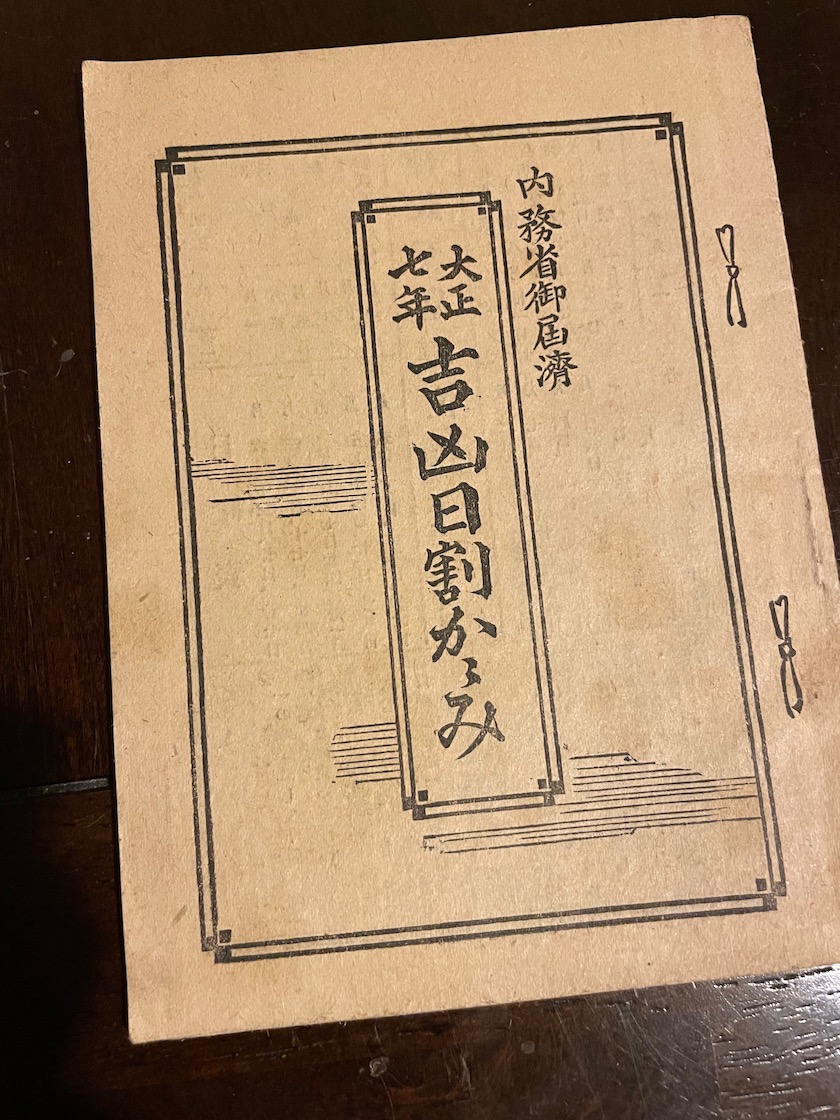 内務省御届濟
大正
七年
吉凶日割かゞみ